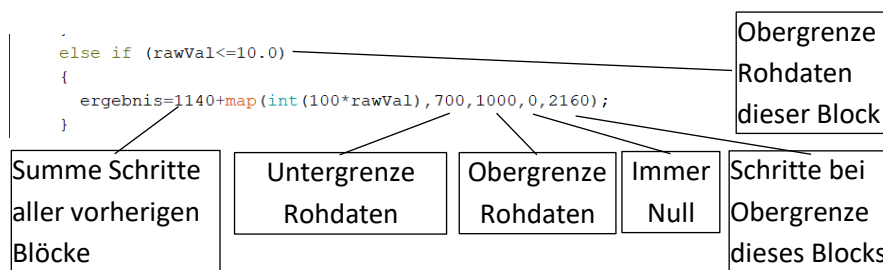 }
else if (rawVal<=10.0)
{
ergebnis=1140+map(int(100*rawVal),700,1000,0,2160);
}
Obergrenze
Rohdaten
dieser Block
Summe Schritte
aller vorherigen
Blöcke
Untergrenze
Rohdaten
Obergrenze
Rohdaten
Immer
Null
Schritte bei
Obergrenze
dieses Blocks